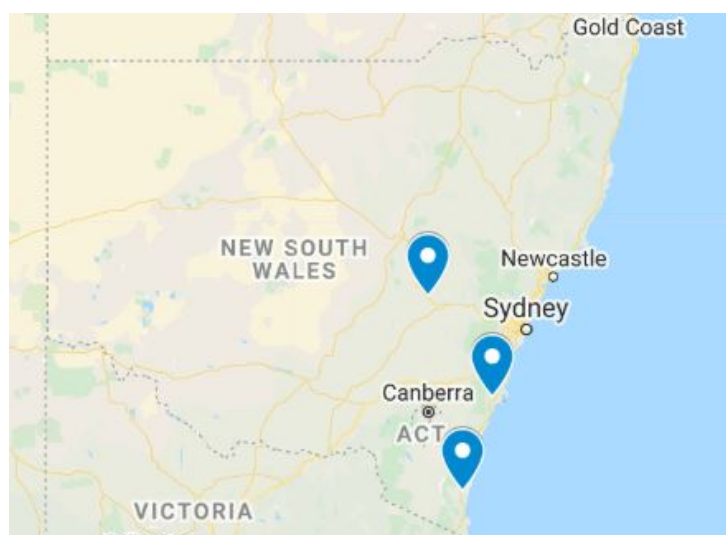 Gold Coast
NEW SOUTH
WALES
Newcastle
Sydney
Canberra
ACT
VICTORIA